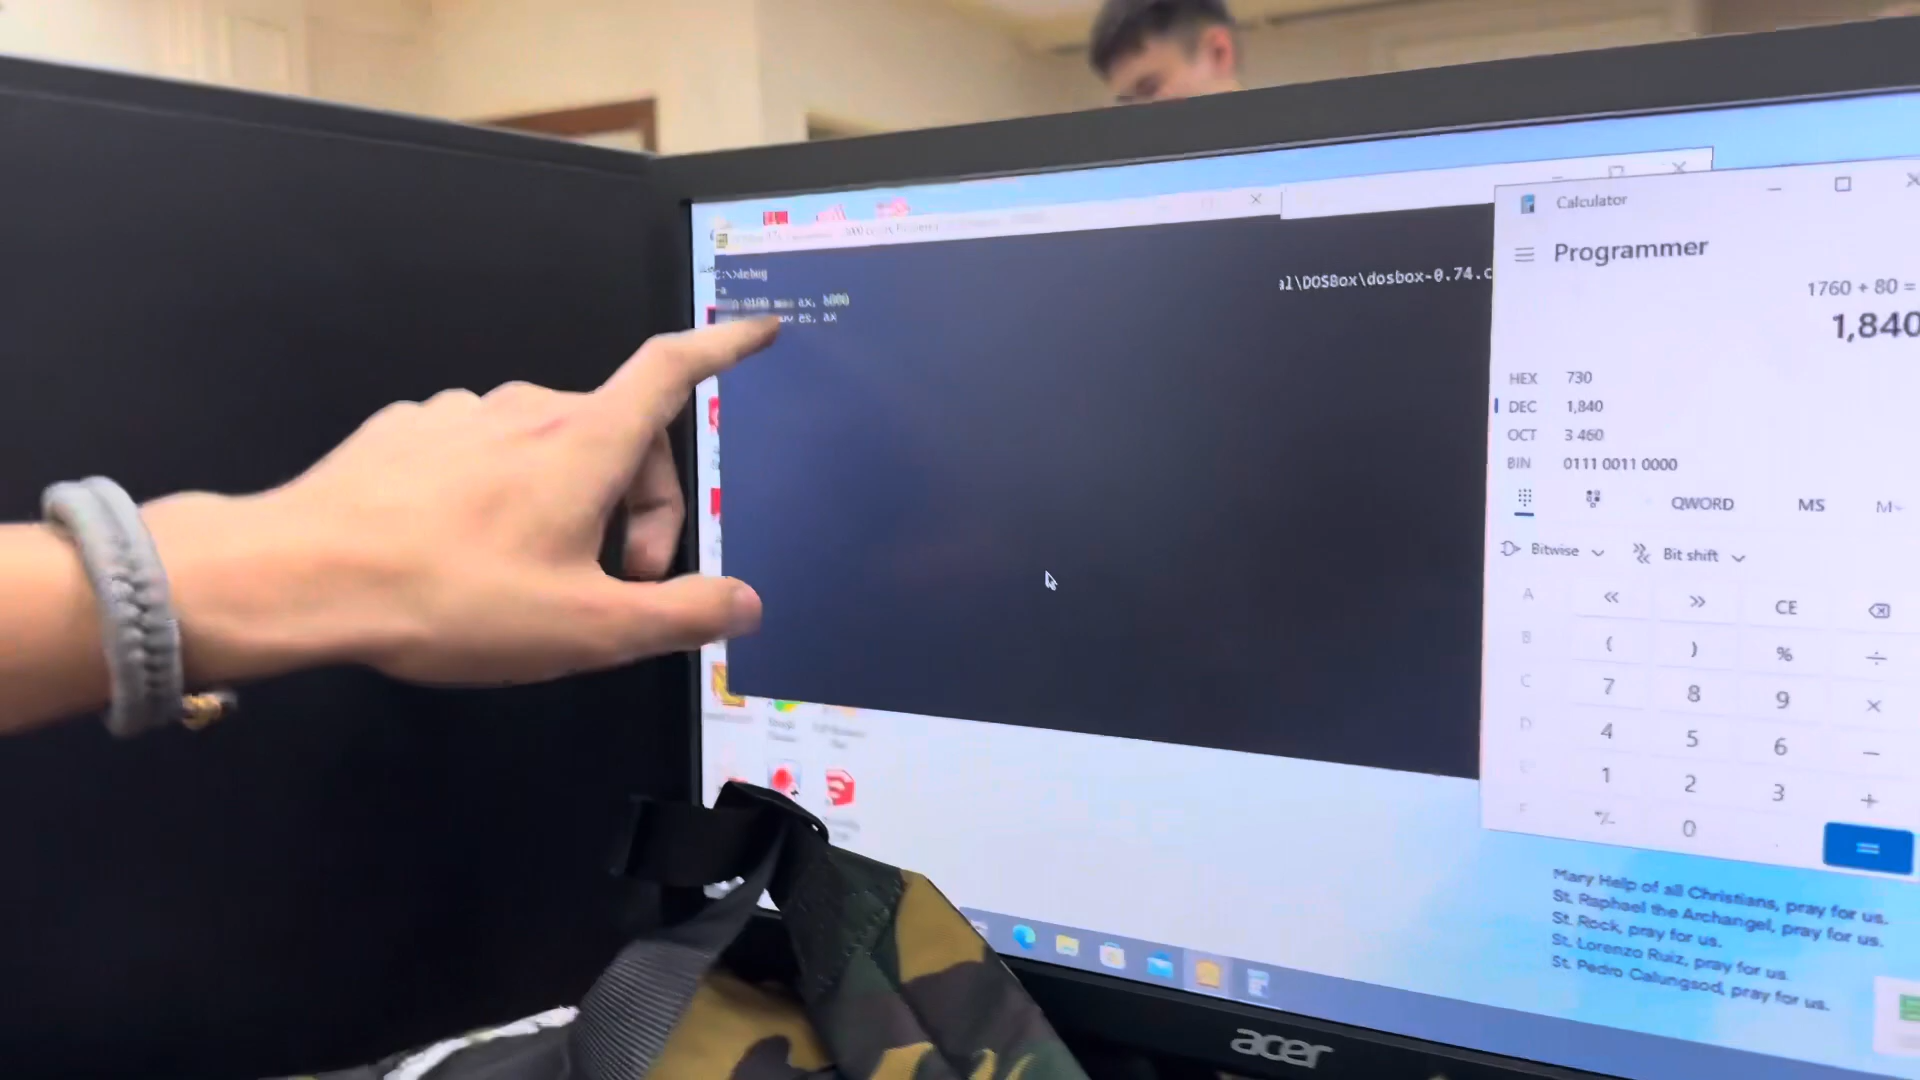 C:\>debug
-a
:0100 mov ax, b800
mov es, ax
al\DOSBox\dosbox-0.74.c
Calculator
Programmer
1760 + 80 =
1,840
HEX 730
DEC 1,840
OCT 3 460
BIN 0111 0011 0000
QWORD MS M
Bitwise Bit shift
A << >> CE
B ( ) % ÷
C 7 8 9 ×
D 4 5 6 −
E 1 2 3 +
F +/- 0 . =
Mary Help of all Christians, pray for us.
St. Raphael the Archangel, pray for us.
St. Rock, pray for us.
St. Lorenzo Ruiz, pray for us.
St. Pedro Calungsod, pray for us.
acer